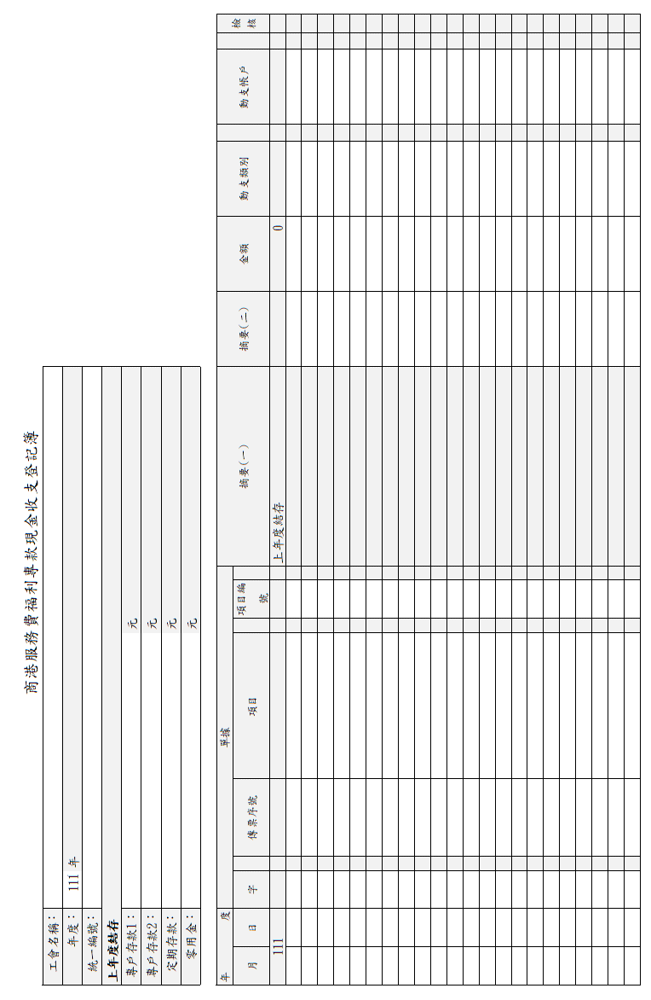 商港服務費福利專款現金收支登記簿
工會名稱：
年度： 111 年
統一編號：
上年度結存
專戶存款1： 元
專戶存款2： 元
定期存款： 元
零用金： 元
年 度 單據 摘要(一) 摘要(二) 金額 動支類別 動支帳戶 檢核
月 日 字 傳票序號 項目 項目編號
111 上年度結存 0